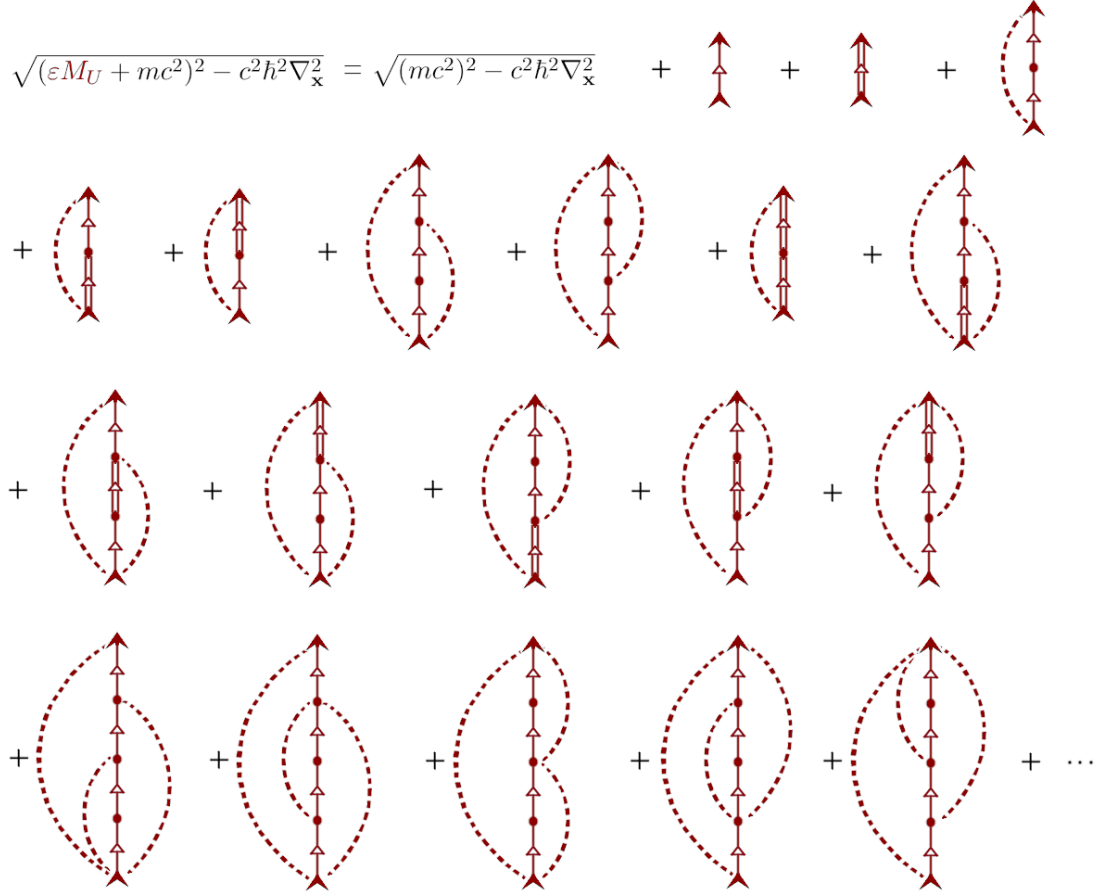 √((εM_U + mc²)² − c²ħ²∇²_x) = √((mc²)² − c²ħ²∇²_x) + + +
+ + + + + +
+ + + + + +
+ + + + + + ⋯